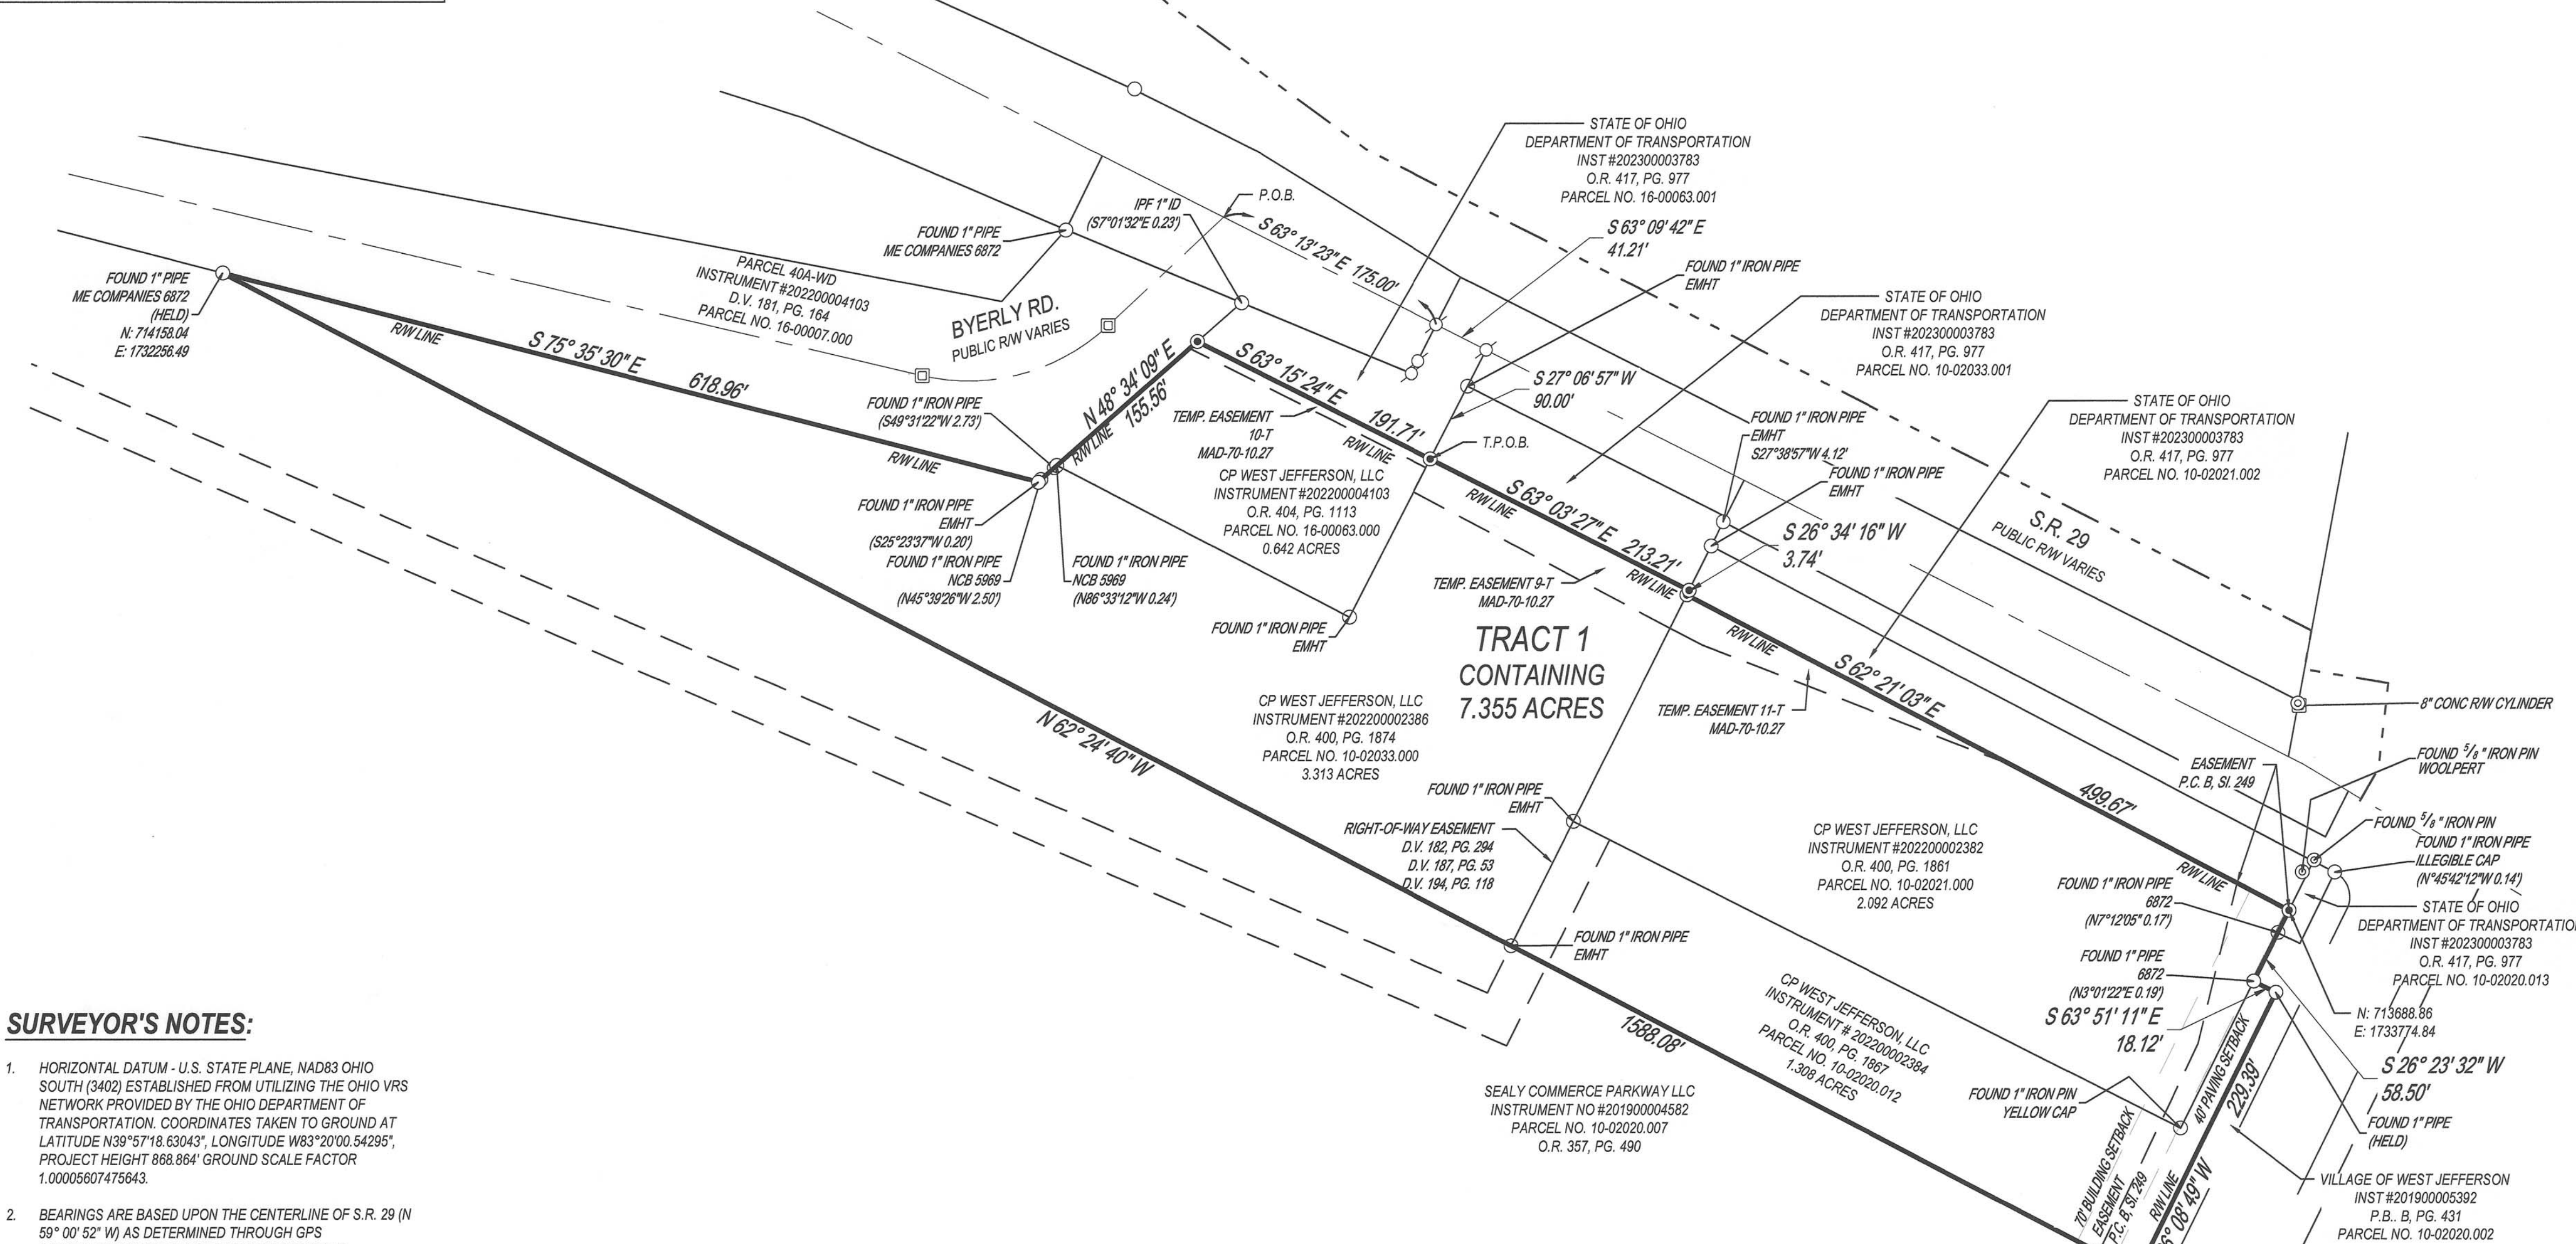 STATE OF OHIO
DEPARTMENT OF TRANSPORTATION
INST #202300003783
O.R. 417, PG. 977
PARCEL NO. 16-00063.001
P.O.B.
IPF 1" ID
(S7°01'32"E 0.23')
FOUND 1" PIPE
ME COMPANIES 6872
S 63° 13' 23" E 175.00'
S 63° 09' 42" E
41.21'
FOUND 1" IRON PIPE
EMHT
FOUND 1" PIPE
ME COMPANIES 6872
(HELD)
N: 714158.04
E: 1732256.49
PARCEL 40A-WD
INSTRUMENT #202200004103
D.V. 181, PG. 164
PARCEL NO. 16-00007.000
BYERLY RD.
PUBLIC R/W VARIES
STATE OF OHIO
DEPARTMENT OF TRANSPORTATION
INST #202300003783
O.R. 417, PG. 977
PARCEL NO. 10-02033.001
R/W LINE
S 75° 35' 30" E
618.96'
R/W LINE
N 48° 34' 09" E
155.56'
R/W LINE
S 63° 15' 24" E
191.71'
R/W LINE
S 27° 06' 57" W
90.00'
FOUND 1" IRON PIPE
(S49°31'22"W 2.73')
TEMP. EASEMENT
10-T
MAD-70-10.27
T.P.O.B.
STATE OF OHIO
DEPARTMENT OF TRANSPORTATION
INST #202300003783
O.R. 417, PG. 977
PARCEL NO. 10-02021.002
FOUND 1" IRON PIPE
EMHT
S27°38'57"W 4.12'
FOUND 1" IRON PIPE
EMHT
CP WEST JEFFERSON, LLC
INSTRUMENT #202200004103
O.R. 404, PG. 1113
PARCEL NO. 16-00063.000
0.642 ACRES
S 63° 03' 27" E 213.21'
R/W LINE
R/W LINE
S 26° 34' 16" W
3.74'
S.R. 29
PUBLIC R/W VARIES
FOUND 1" IRON PIPE
EMHT
(S25°23'37"W 0.20')
FOUND 1" IRON PIPE
NCB 5969
(N45°39'26"W 2.50')
FOUND 1" IRON PIPE
NCB 5969
(N86°33'12"W 0.24')
TEMP. EASEMENT 9-T
MAD-70-10.27
FOUND 1" IRON PIPE
EMHT
TRACT 1
CONTAINING
7.355 ACRES
R/W LINE
S 62° 21' 03" E
499.67'
R/W LINE
TEMP. EASEMENT 11-T
MAD-70-10.27
CP WEST JEFFERSON, LLC
INSTRUMENT #202200002386
O.R. 400, PG. 1874
PARCEL NO. 10-02033.000
3.313 ACRES
N 62° 24' 40" W
1588.08'
8" CONC R/W CYLINDER
FOUND 5/8 " IRON PIN
WOOLPERT
EASEMENT
P.C. B, Sl. 249
FOUND 1" IRON PIPE
EMHT
RIGHT-OF-WAY EASEMENT
D.V. 182, PG. 294
D.V. 187, PG. 53
D.V. 194, PG. 118
CP WEST JEFFERSON, LLC
INSTRUMENT #202200002382
O.R. 400, PG. 1861
PARCEL NO. 10-02021.000
2.092 ACRES
FOUND 5/8 " IRON PIN
FOUND 1" IRON PIPE
ILLEGIBLE CAP
(N°45'42'12"W 0.14')
FOUND 1" IRON PIPE
6872
(N7°12'05" 0.17')
STATE OF OHIO
DEPARTMENT OF TRANSPORTATION
INST #202300003783
O.R. 417, PG. 977
PARCEL NO. 10-02020.013
FOUND 1" IRON PIPE
EMHT
FOUND 1" PIPE
6872
(N3°01'22"E 0.19')
S 63° 51' 11" E
18.12'
N: 713688.86
E: 1733774.84
S 26° 23' 32" W
58.50'
CP WEST JEFFERSON, LLC
INSTRUMENT # 20220002384
O.R. 400, PG. 1867
PARCEL NO. 10-02020.012
1.308 ACRES
FOUND 1" IRON PIN
YELLOW CAP
FOUND 1" PIPE
(HELD)
40' PAVING SETBACK
229.39'
70' BUILDING SETBACK
EASEMENT
P.C. B, Sl. 249
R/W LINE
6° 08' 49" W
SEALY COMMERCE PARKWAY LLC
INSTRUMENT NO #201900004582
PARCEL NO. 10-02020.007
O.R. 357, PG. 490
VILLAGE OF WEST JEFFERSON
INST #201900005392
P.B.. B, PG. 431
PARCEL NO. 10-02020.002
SURVEYOR'S NOTES:
1. HORIZONTAL DATUM - U.S. STATE PLANE, NAD83 OHIO
SOUTH (3402) ESTABLISHED FROM UTILIZING THE OHIO VRS
NETWORK PROVIDED BY THE OHIO DEPARTMENT OF
TRANSPORTATION. COORDINATES TAKEN TO GROUND AT
LATITUDE N39°57'18.63043", LONGITUDE W83°20'00.54295",
PROJECT HEIGHT 868.864' GROUND SCALE FACTOR
1.00005607475643.
2. BEARINGS ARE BASED UPON THE CENTERLINE OF S.R. 29 (N
59° 00' 52" W) AS DETERMINED THROUGH GPS